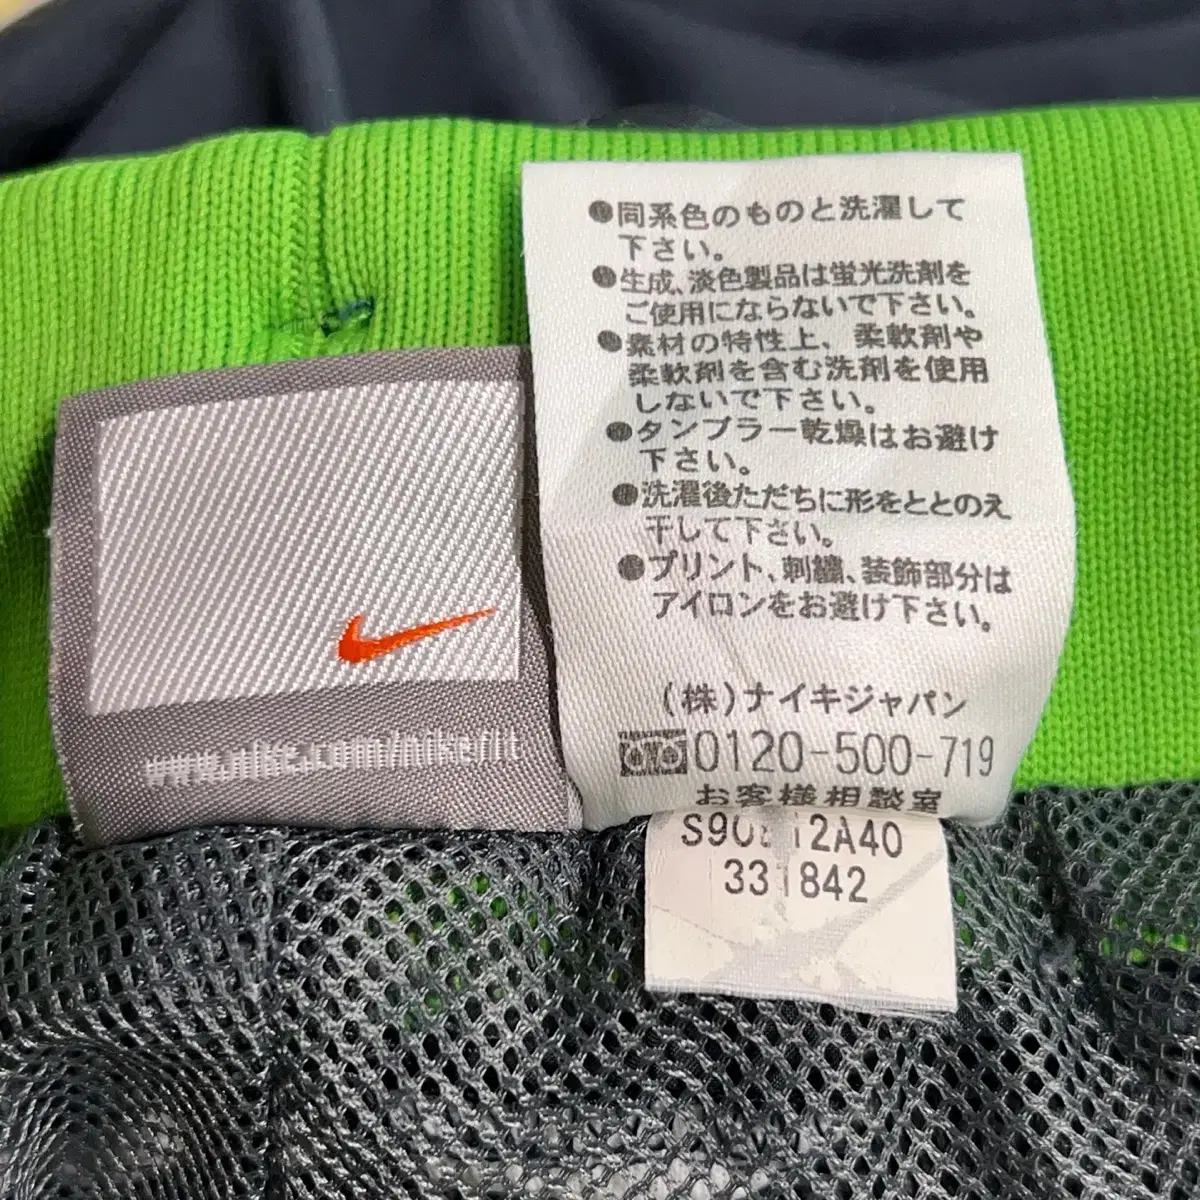 ●同系色のものと洗濯して
下さい。
●生成、淡色製品は蛍光洗剤を
ご使用にならないで下さい。
●素材の特性上、柔軟剤や
柔軟剤を含む洗剤を使用
しないで下さい。
●タンブラー乾燥はお避け
下さい。
●洗濯後ただちに形をととのえ
干して下さい。
●プリント、刺繍、装飾部分は
アイロンをお避け下さい。
(株)ナイキジャパン
0120-500-719
お客様相談室
12A40
331842
www.nike.com/nikefit